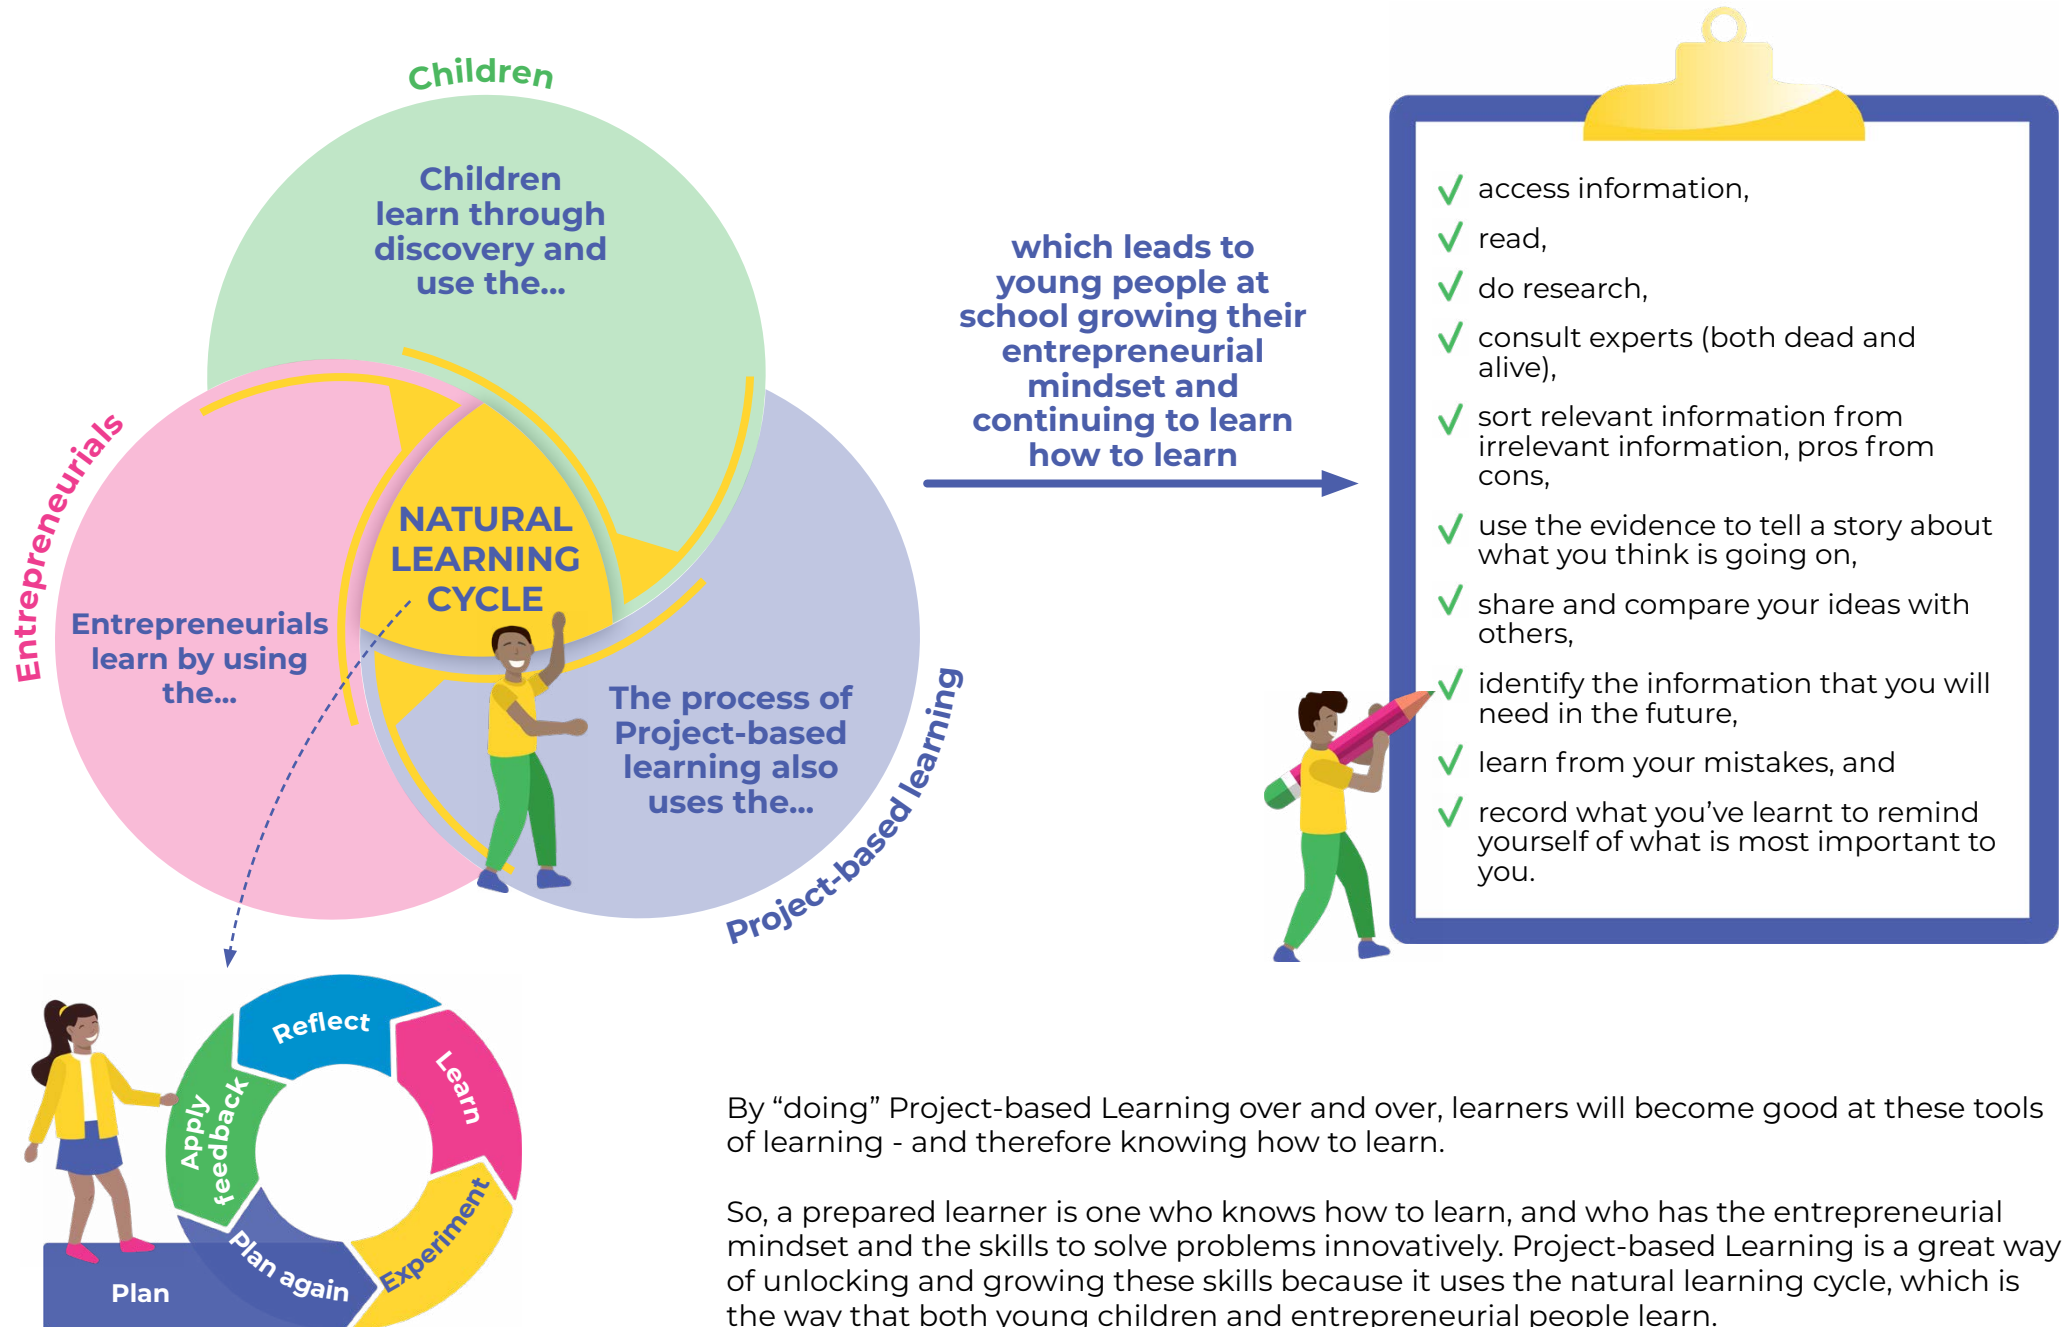 Children
Children
learn through
discovery and
use the...
Entrepreneurials
Entrepreneurials
learn by using
the...
NATURAL
LEARNING
CYCLE
The process of
Project-based
learning also
uses the...
Project-based learning
which leads to
young people at
school growing their
entrepreneurial
mindset and
continuing to learn
how to learn
access information,
read,
do research,
consult experts (both dead and
alive),
sort relevant information from
irrelevant information, pros from
cons,
use the evidence to tell a story about
what you think is going on,
share and compare your ideas with
others,
identify the information that you will
need in the future,
learn from your mistakes, and
record what you’ve learnt to remind
yourself of what is most important to
you.
Reflect
Learn
Experiment
Plan again
Apply
feedback
Plan
By “doing” Project-based Learning over and over, learners will become good at these tools
of learning - and therefore knowing how to learn.
So, a prepared learner is one who knows how to learn, and who has the entrepreneurial
mindset and the skills to solve problems innovatively. Project-based Learning is a great way
of unlocking and growing these skills because it uses the natural learning cycle, which is
the way that both young children and entrepreneurial people learn.